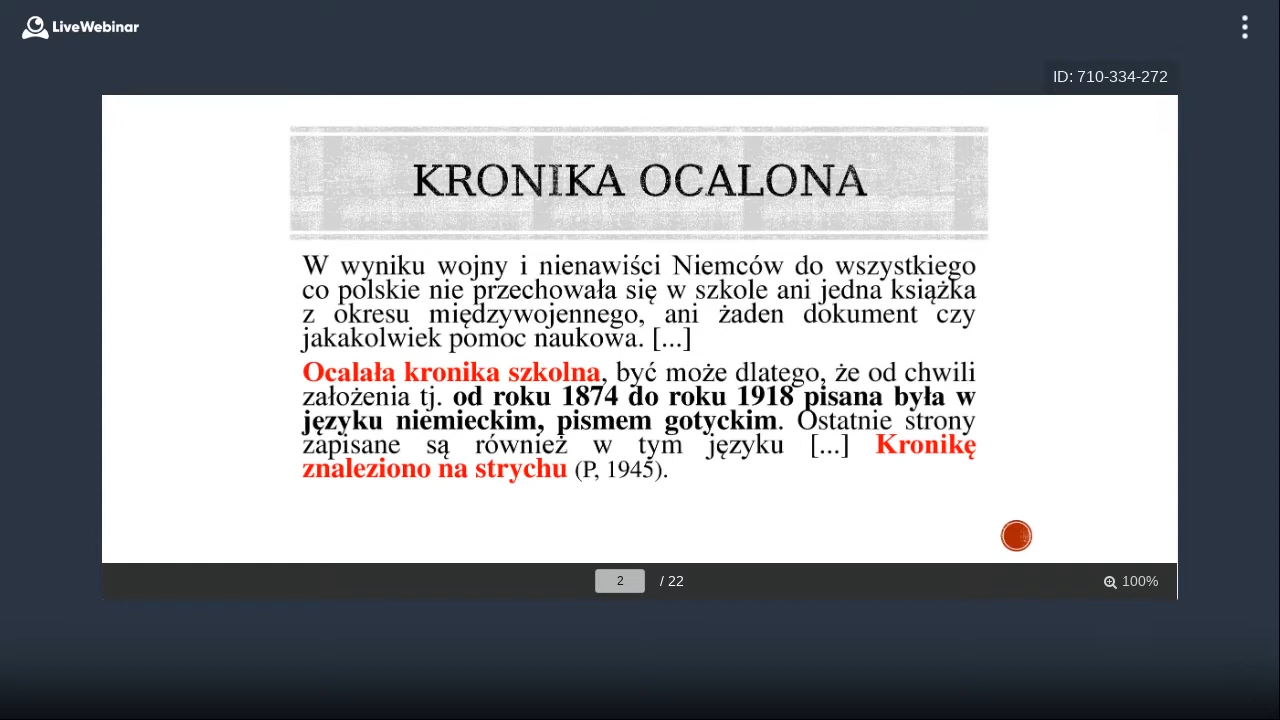 LiveWebinar
ID: 710-334-272
KRONIKA OCALONA
W wyniku wojny i nienawiści Niemców do wszystkiego
co polskie nie przechowała się w szkole ani jedna książka
z okresu międzywojennego, ani żaden dokument czy
jakakolwiek pomoc naukowa. [...]
Ocalała kronika szkolna, być może dlatego, że od chwili
założenia tj. od roku 1874 do roku 1918 pisana była w
języku niemieckim, pismem gotyckim. Ostatnie strony
zapisane są również w tym języku [...] Kronikę
znaleziono na strychu (P, 1945).
2 / 22
100%